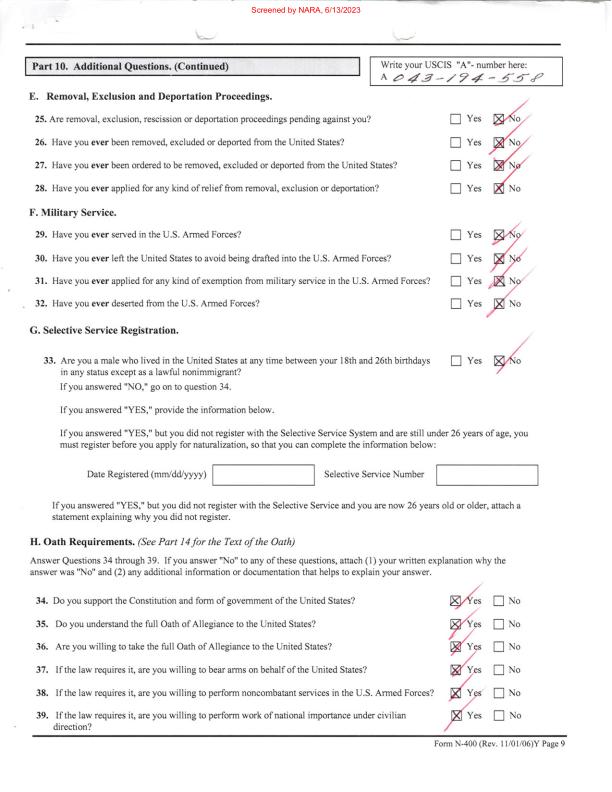 Screened by NARA, 6/13/2023
Part 10. Additional Questions. (Continued)
Write your USCIS "A"- number here:
A 043-194-558
E. Removal, Exclusion and Deportation Proceedings.
25. Are removal, exclusion, rescission or deportation proceedings pending against you? Yes No
26. Have you ever been removed, excluded or deported from the United States? Yes No
27. Have you ever been ordered to be removed, excluded or deported from the United States? Yes No
28. Have you ever applied for any kind of relief from removal, exclusion or deportation? Yes No
F. Military Service.
29. Have you ever served in the U.S. Armed Forces? Yes No
30. Have you ever left the United States to avoid being drafted into the U.S. Armed Forces? Yes No
31. Have you ever applied for any kind of exemption from military service in the U.S. Armed Forces? Yes No
32. Have you ever deserted from the U.S. Armed Forces? Yes No
G. Selective Service Registration.
33. Are you a male who lived in the United States at any time between your 18th and 26th birthdays Yes No
in any status except as a lawful nonimmigrant?
If you answered "NO," go on to question 34.
If you answered "YES," provide the information below.
If you answered "YES," but you did not register with the Selective Service System and are still under 26 years of age, you
must register before you apply for naturalization, so that you can complete the information below:
Date Registered (mm/dd/yyyy) Selective Service Number
If you answered "YES," but you did not register with the Selective Service and you are now 26 years old or older, attach a
statement explaining why you did not register.
H. Oath Requirements. (See Part 14 for the Text of the Oath)
Answer Questions 34 through 39. If you answer "No" to any of these questions, attach (1) your written explanation why the
answer was "No" and (2) any additional information or documentation that helps to explain your answer.
34. Do you support the Constitution and form of government of the United States? Yes No
35. Do you understand the full Oath of Allegiance to the United States? Yes No
36. Are you willing to take the full Oath of Allegiance to the United States? Yes No
37. If the law requires it, are you willing to bear arms on behalf of the United States? Yes No
38. If the law requires it, are you willing to perform noncombatant services in the U.S. Armed Forces? Yes No
39. If the law requires it, are you willing to perform work of national importance under civilian Yes No
direction?
Form N-400 (Rev. 11/01/06)Y Page 9